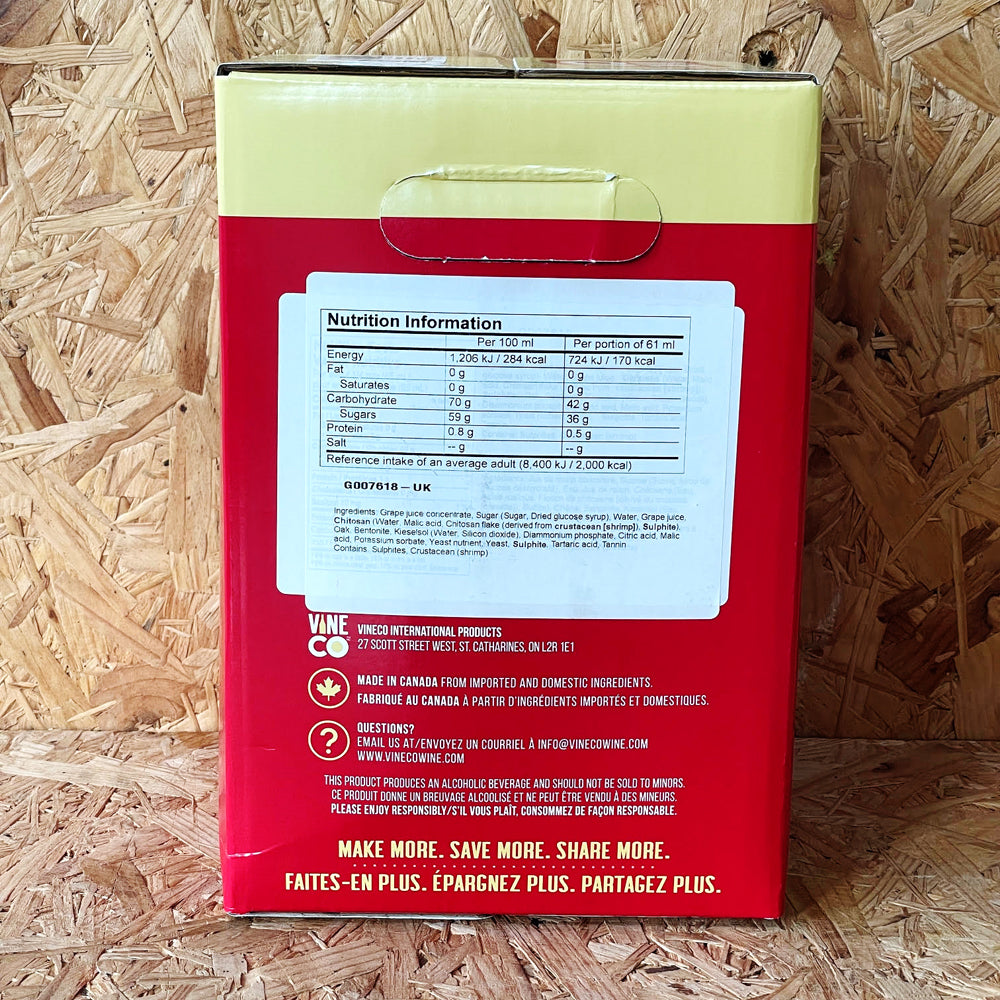 Nutrition Information
Per 100 ml Per portion of 61 ml
Energy 1,206 kJ / 284 kcal 724 kJ / 170 kcal
Fat 0 g 0 g
Saturates 0 g 0 g
Carbohydrate 70 g 42 g
Sugars 59 g 36 g
Protein 0.8 g 0.5 g
Salt -- g -- g
Reference intake of an average adult (8,400 kJ / 2,000 kcal)
G007618 – UK
Ingredients: Grape juice concentrate, Sugar (Sugar, Dried glucose syrup), Water, Grape juice,
Chitosan (Water, Malic acid, Chitosan flake (derived from crustacean [shrimp]), Sulphite),
Oak, Bentonite, Kieselsol (Water, Silicon dioxide), Diammonium phosphate, Citric acid, Malic
acid, Potassium sorbate, Yeast nutrient, Yeast, Sulphite, Tartaric acid, Tannin
Contains: Sulphites, Crustacean (shrimp)
VINE
CO
VINECO INTERNATIONAL PRODUCTS
27 SCOTT STREET WEST, ST. CATHARINES, ON L2R 1E1
MADE IN CANADA FROM IMPORTED AND DOMESTIC INGREDIENTS.
FABRIQUÉ AU CANADA À PARTIR D'INGRÉDIENTS IMPORTÉS ET DOMESTIQUES.
?
QUESTIONS?
EMAIL US AT/ENVOYEZ UN COURRIEL À INFO@VINECOWINE.COM
WWW.VINECOWINE.COM
THIS PRODUCT PRODUCES AN ALCOHOLIC BEVERAGE AND SHOULD NOT BE SOLD TO MINORS.
CE PRODUIT DONNE UN BREUVAGE ALCOOLISÉ ET NE PEUT ÊTRE VENDU À DES MINEURS.
PLEASE ENJOY RESPONSIBLY/S'IL VOUS PLAÎT, CONSOMMEZ DE FAÇON RESPONSABLE.
MAKE MORE. SAVE MORE. SHARE MORE.
FAITES-EN PLUS. ÉPARGNEZ PLUS. PARTAGEZ PLUS.